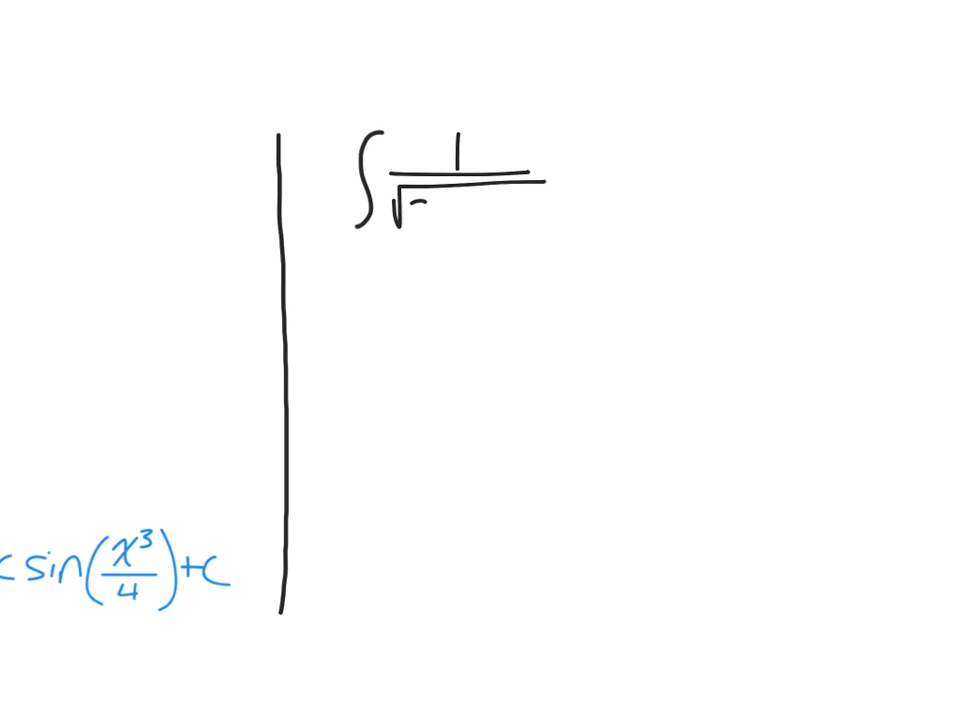 ∫ 1/√-
c sin(x³/4)+c